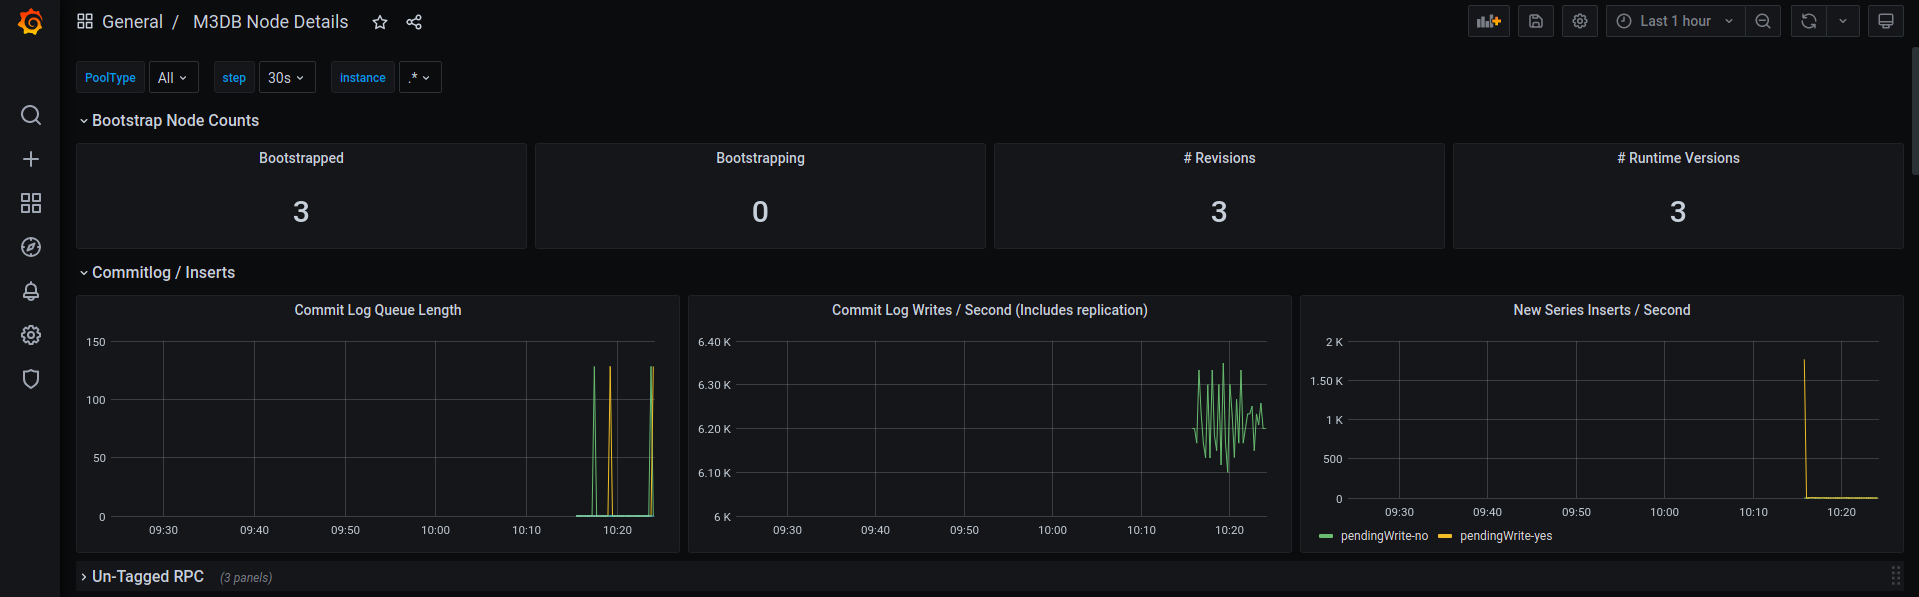 General / M3DB Node Details
Last 1 hour
PoolType All step 30s instance .*
Bootstrap Node Counts
Bootstrapped
3
Bootstrapping
0
# Revisions
3
# Runtime Versions
3
Commitlog / Inserts
Commit Log Queue Length
150
100
50
0
09:30 09:40 09:50 10:00 10:10 10:20
Commit Log Writes / Second (Includes replication)
6.40 K
6.30 K
6.20 K
6.10 K
6 K
09:30 09:40 09:50 10:00 10:10 10:20
New Series Inserts / Second
2 K
1.50 K
1 K
500
0
09:30 09:40 09:50 10:00 10:10 10:20
pendingWrite-no pendingWrite-yes
Un-Tagged RPC (3 panels)